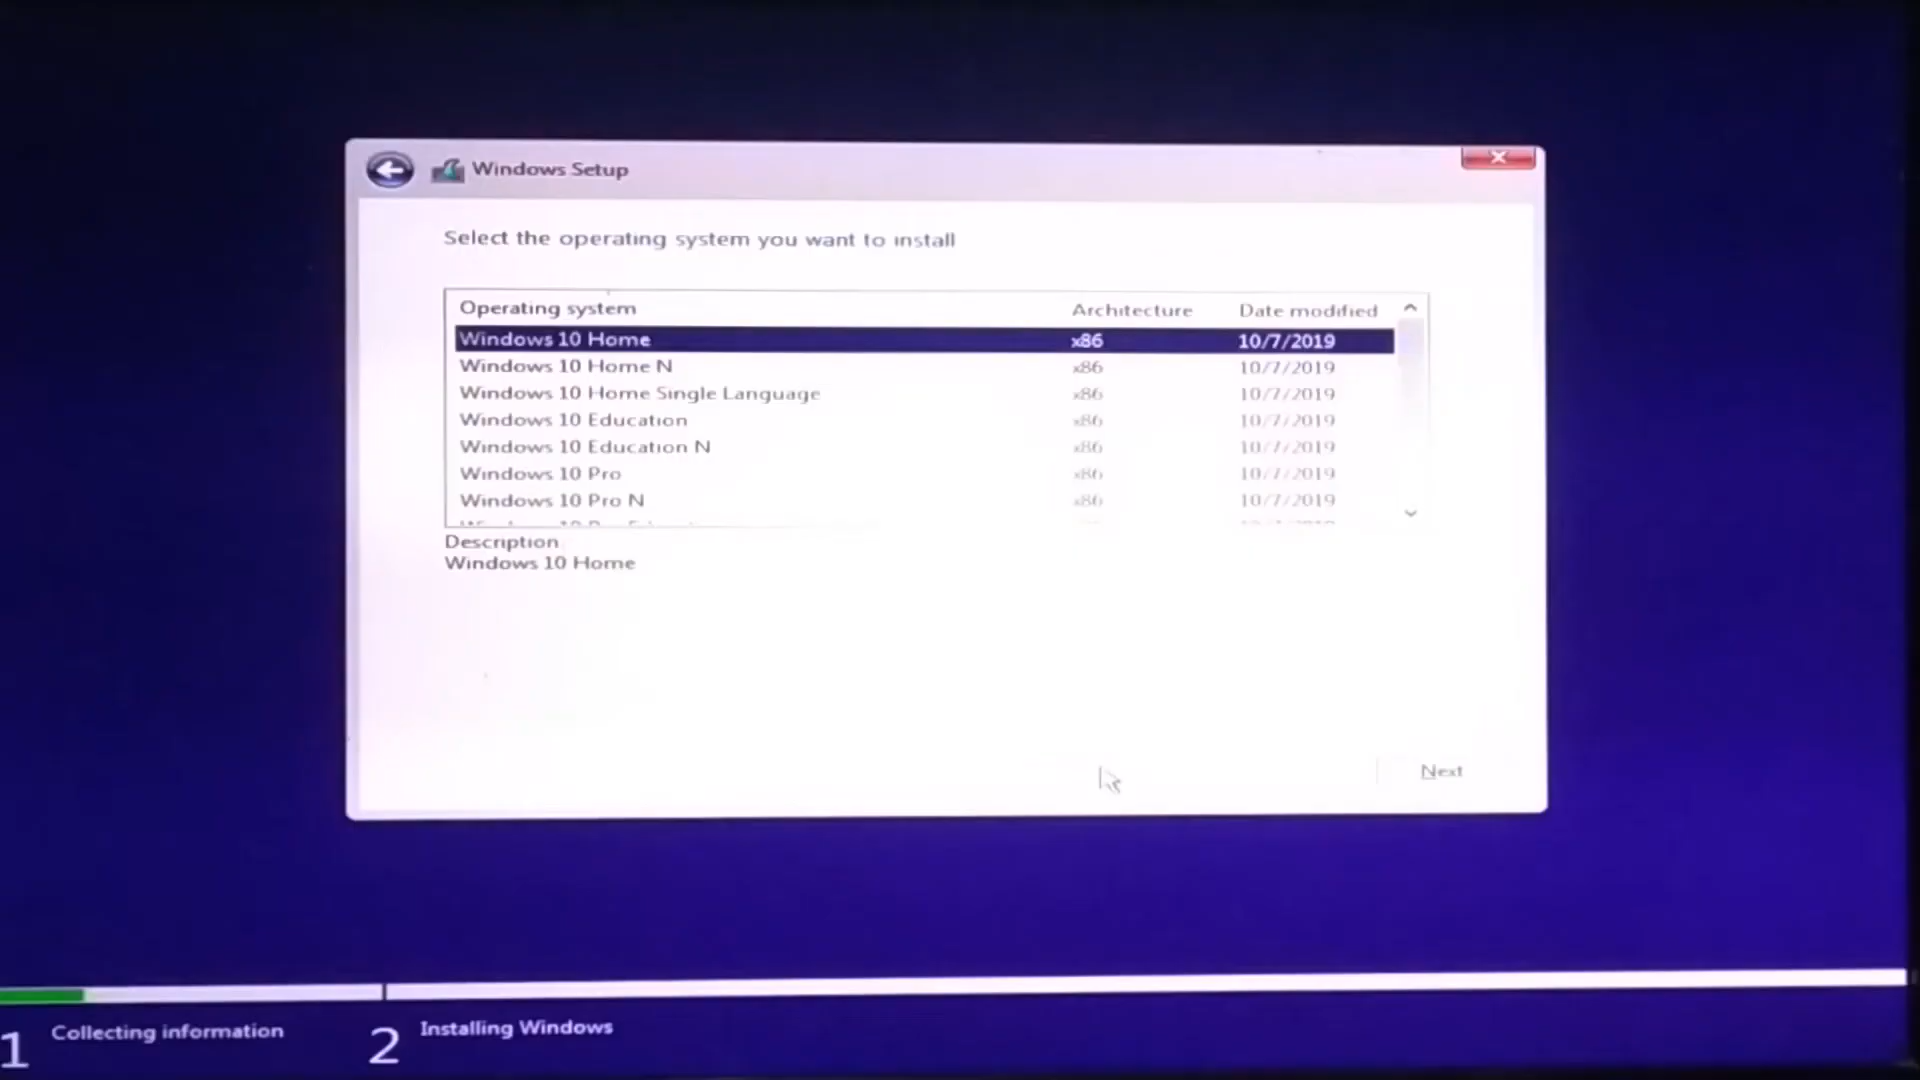 Windows Setup
Select the operating system you want to install
Operating system Architecture Date modified
Windows 10 Home x86 10/7/2019
Windows 10 Home N x86 10/7/2019
Windows 10 Home Single Language x86 10/7/2019
Windows 10 Education x86 10/7/2019
Windows 10 Education N x86 10/7/2019
Windows 10 Pro x86 10/7/2019
Windows 10 Pro N x86 10/7/2019
Description
Windows 10 Home
Next
1 Collecting information 2 Installing Windows